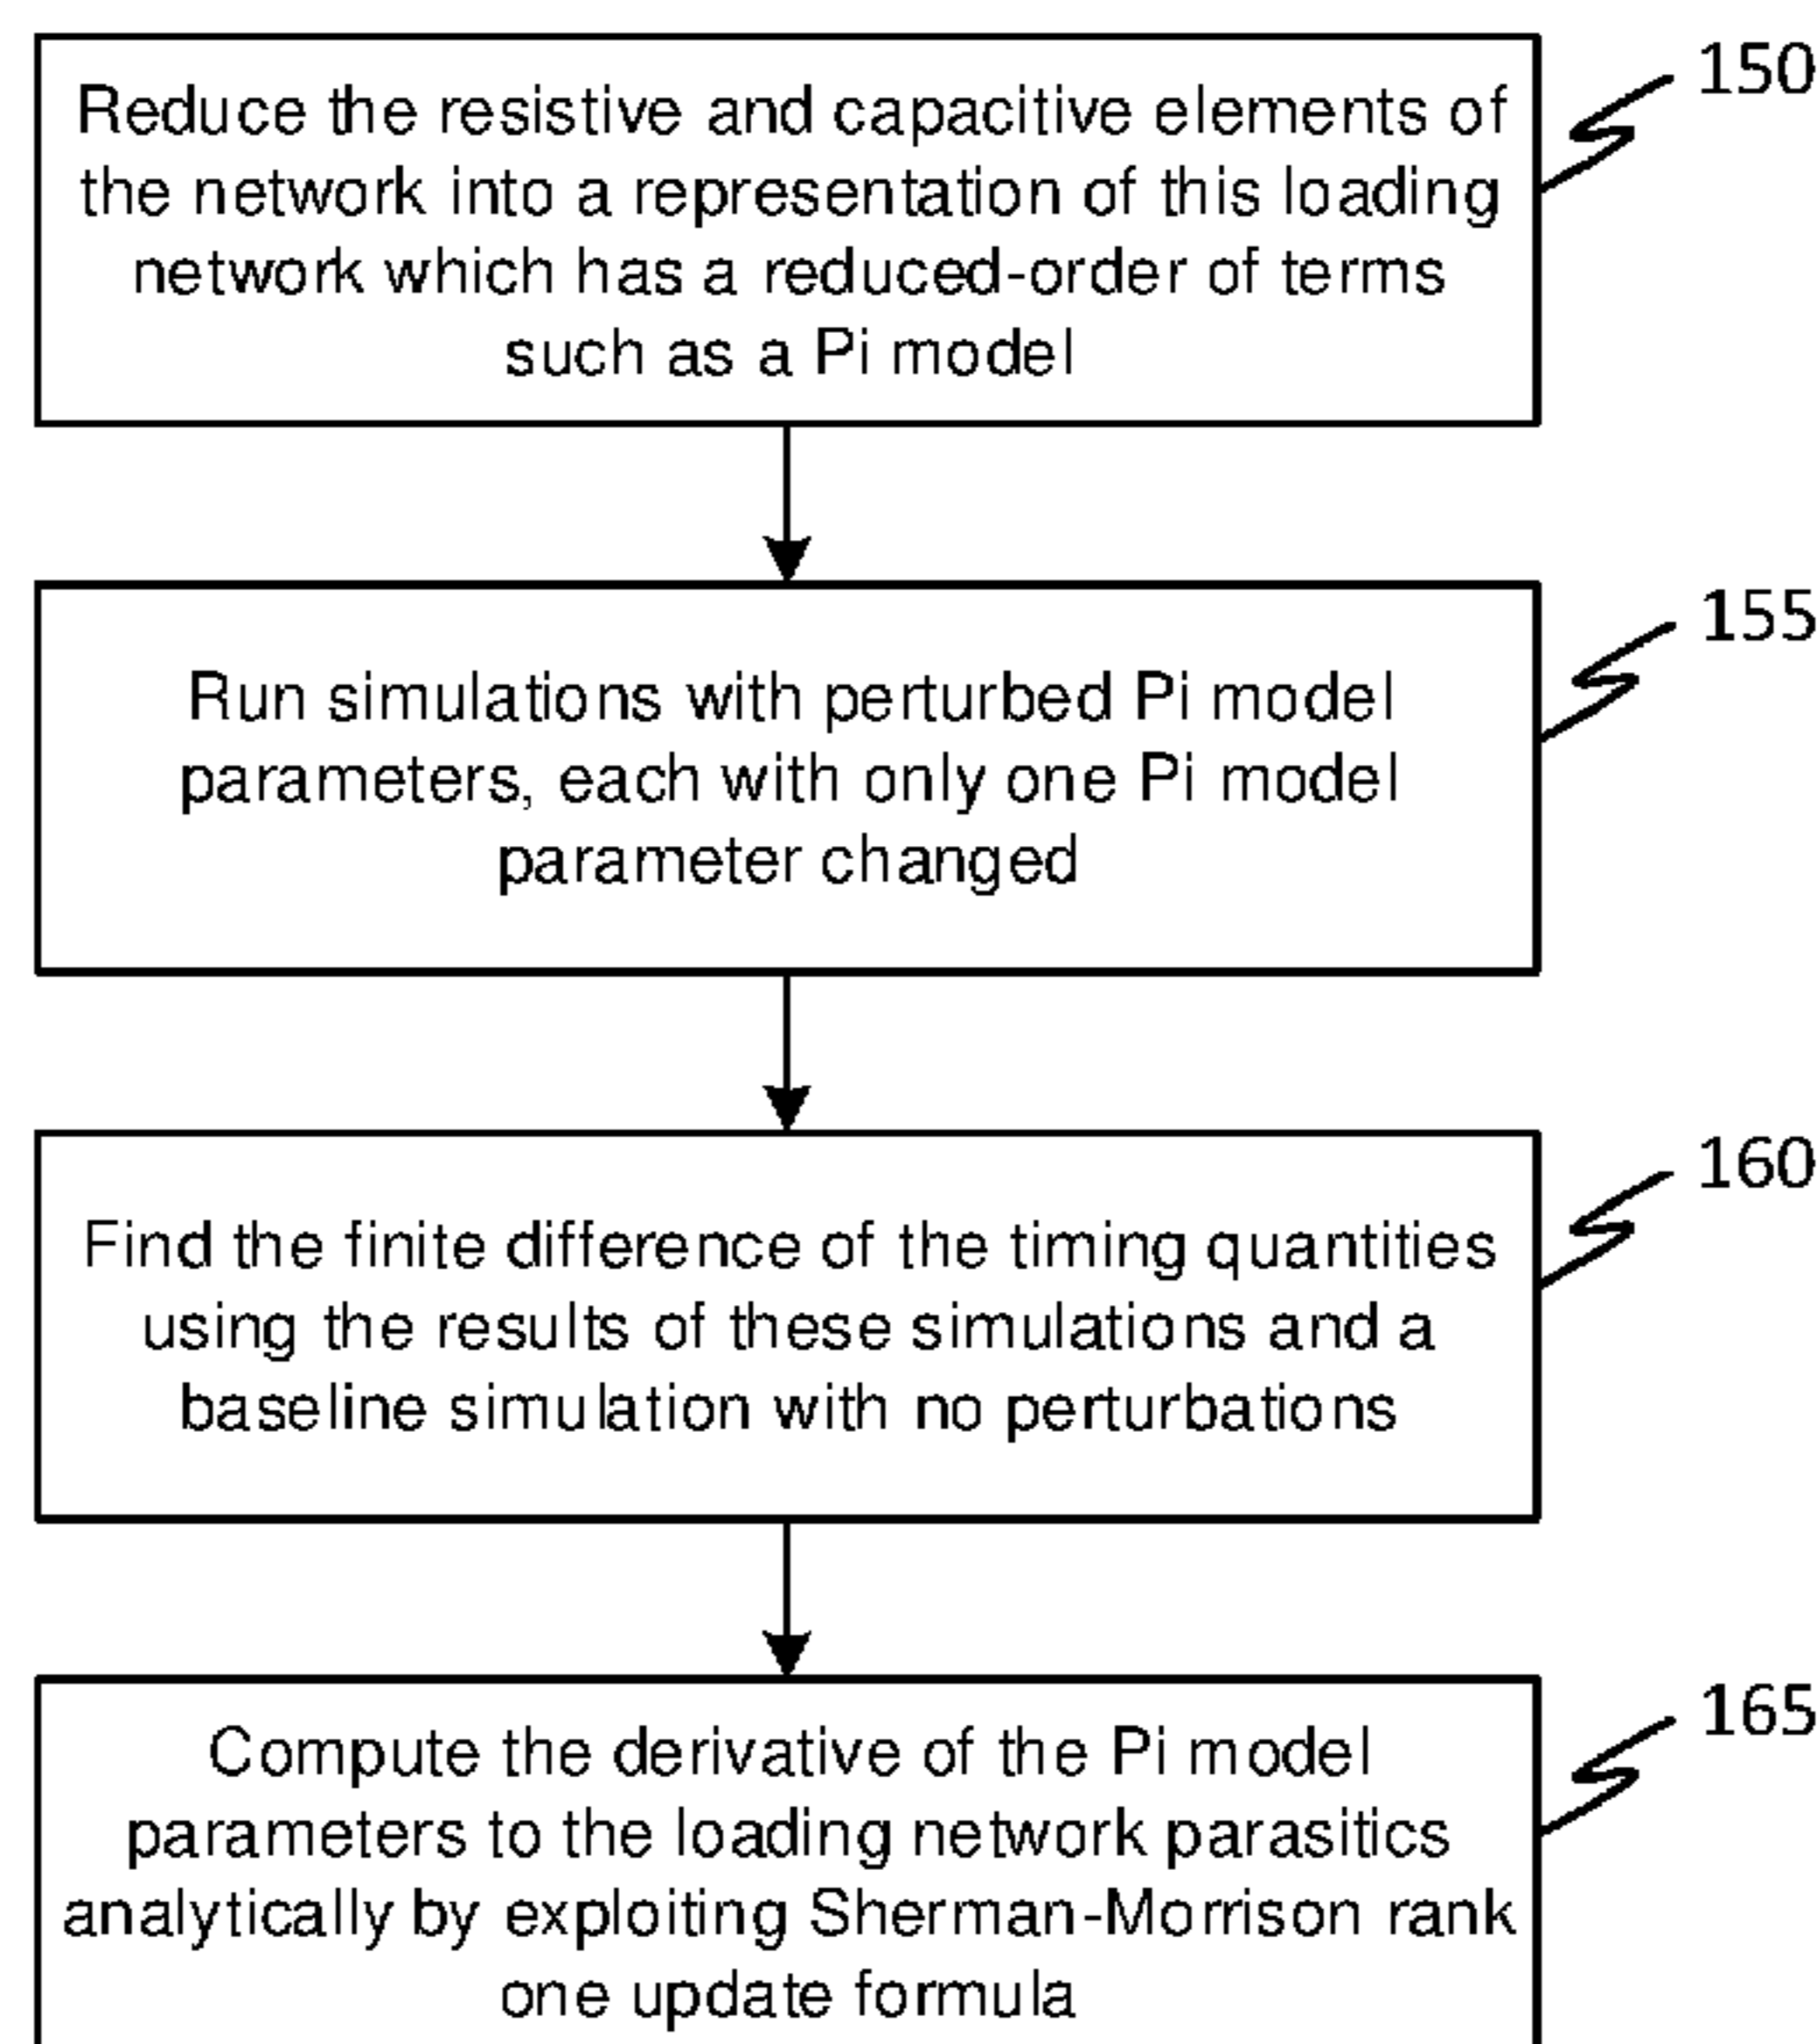 Reduce the resistive and capacitive elements of
the network into a representation of this loading
network which has a reduced-order of terms
such as a Pi model
150
Run simulations with perturbed Pi model
parameters, each with only one Pi model
parameter changed
155
Find the finite difference of the timing quantities
using the results of these simulations and a
baseline simulation with no perturbations
160
Compute the derivative of the Pi model
parameters to the loading network parasitics
analytically by exploiting Sherman-Morrison rank
one update formula
165